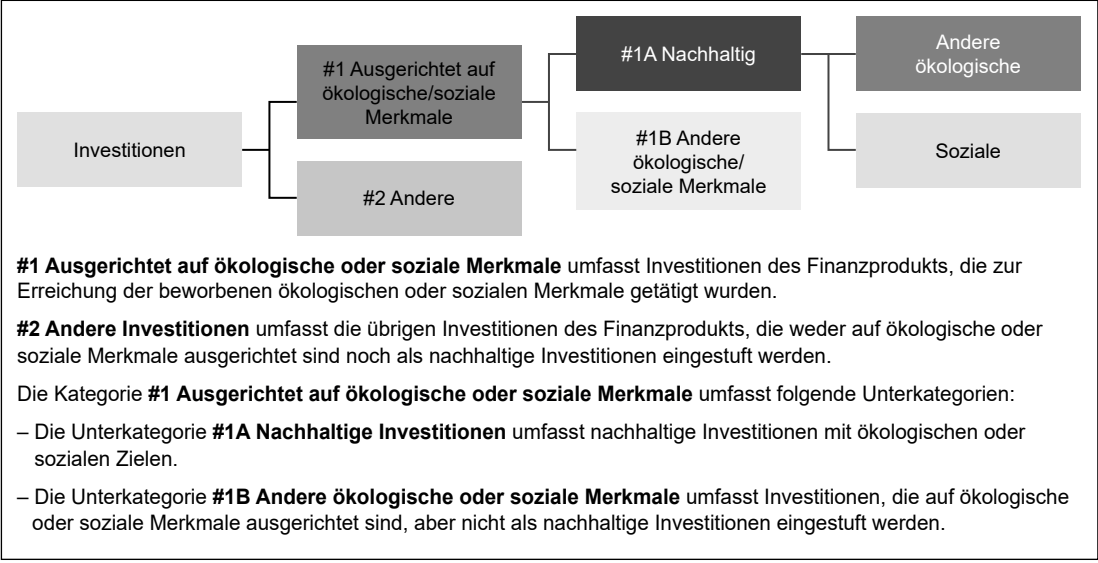 Investitionen
#1 Ausgerichtet auf
ökologische/soziale
Merkmale
#2 Andere
#1A Nachhaltig
#1B Andere
ökologische/
soziale Merkmale
Andere
ökologische
Soziale
#1 Ausgerichtet auf ökologische oder soziale Merkmale umfasst Investitionen des Finanzprodukts, die zur
Erreichung der beworbenen ökologischen oder sozialen Merkmale getätigt wurden.
#2 Andere Investitionen umfasst die übrigen Investitionen des Finanzprodukts, die weder auf ökologische oder
soziale Merkmale ausgerichtet sind noch als nachhaltige Investitionen eingestuft werden.
Die Kategorie #1 Ausgerichtet auf ökologische oder soziale Merkmale umfasst folgende Unterkategorien:
– Die Unterkategorie #1A Nachhaltige Investitionen umfasst nachhaltige Investitionen mit ökologischen oder
sozialen Zielen.
– Die Unterkategorie #1B Andere ökologische oder soziale Merkmale umfasst Investitionen, die auf ökologische
oder soziale Merkmale ausgerichtet sind, aber nicht als nachhaltige Investitionen eingestuft werden.